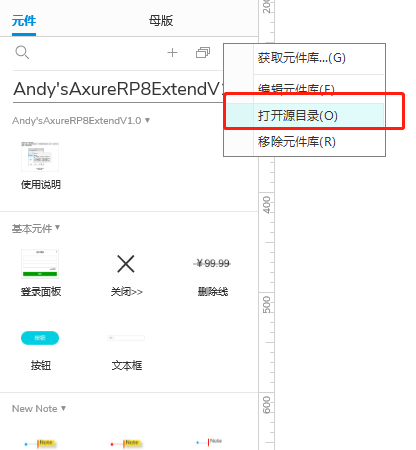 元件 母版
获取元件库...(G)
编辑元件库(E)
打开源目录(O)
移除元件库(R)
Andy'sAxureRP8ExtendV1.0
Andy'sAxureRP8ExtendV1.0
使用说明
基本元件
登录面板 关闭>> ￥99.99 删除线
按钮 文本框
New Note
Note Note Note
200
400
500
600